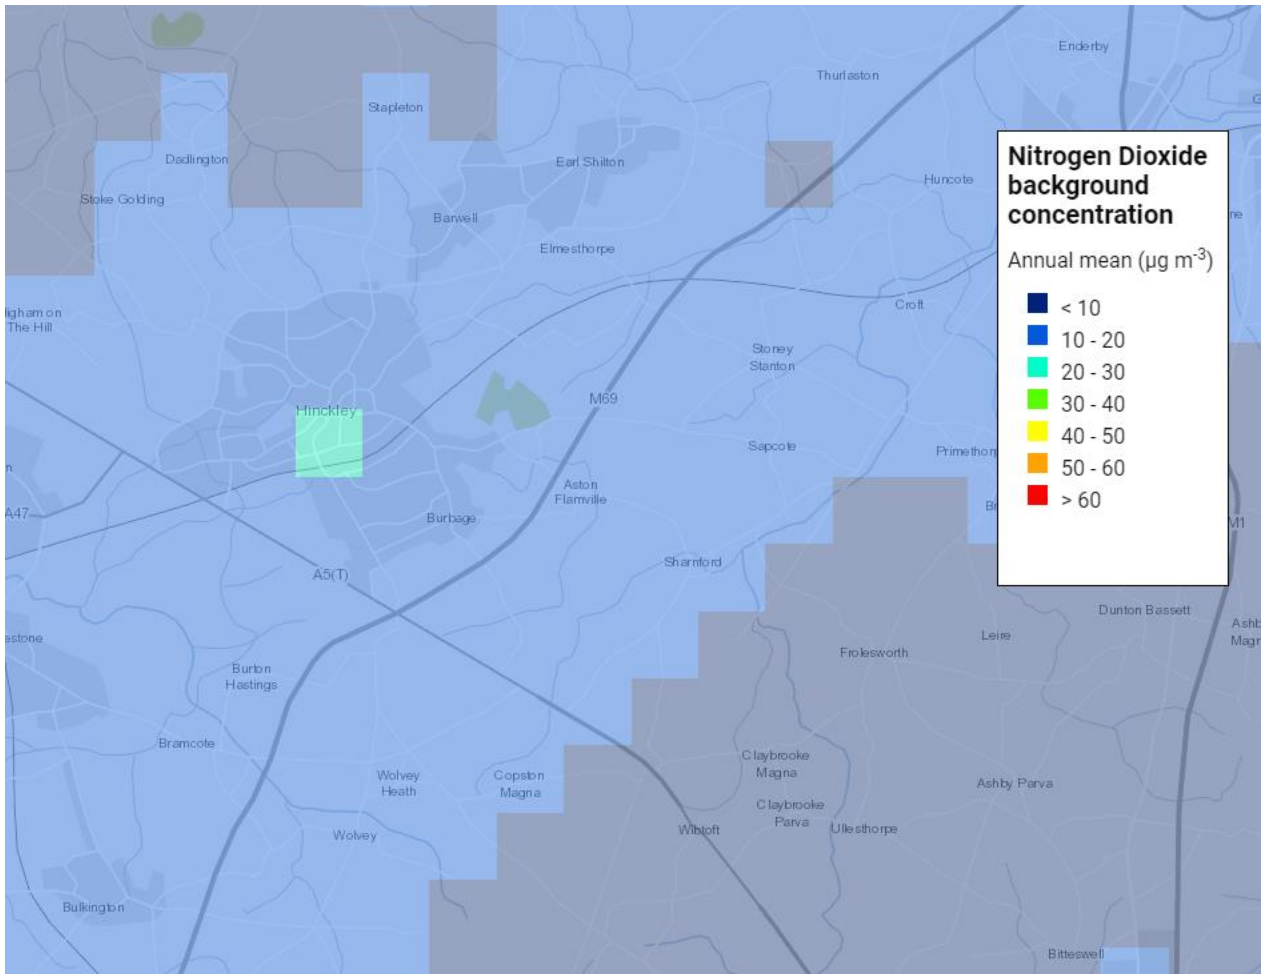 Enderby
Thurlaston
Stapleton
Dadlington
Earl Shilton
Stoke Golding
Huncote
Barwell
Elmesthorpe
Croft
The Hill
Stoney
Stanton
M69
Hinckley
Sapcote
Aston
Flamville
A47
Burbage
M1
Sharnford
A5(T)
Dunton Bassett
Leire
Frolesworth
Burton
Hastings
Bramcote
Claybrooke
Magna
Wolvey
Heath
Copston
Magna
Ashby Parva
Claybrooke
Parva
Wibtoft
Ullesthorpe
Wolvey
Bulkington
Bitteswell
Nitrogen Dioxide
background
concentration
Annual mean (µg m-3)
< 10
10 - 20
20 - 30
30 - 40
40 - 50
50 - 60
> 60